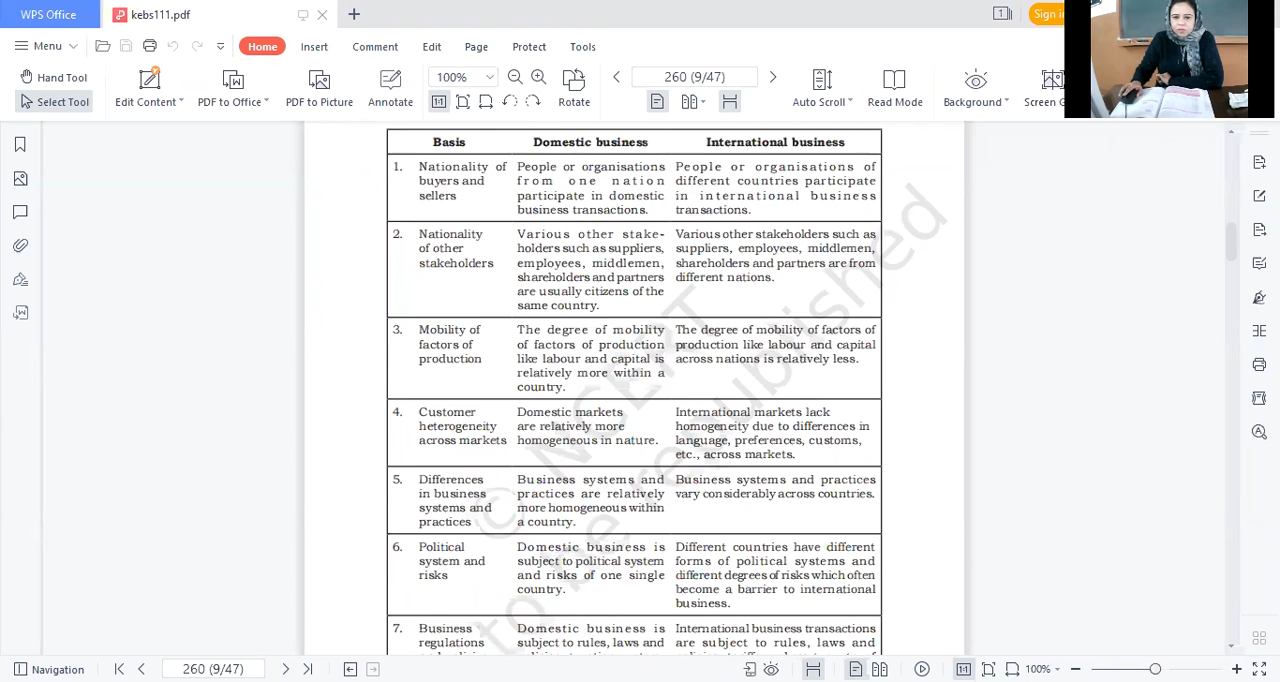 WPS Office
kebs111.pdf
1
Sign in
Menu
Home
Insert
Comment
Edit
Page
Protect
Tools
Hand Tool
Select Tool
Edit Content
PDF to Office
PDF to Picture
Annotate
100%
260 (9/47)
Rotate
Auto Scroll
Read Mode
Background
Basis Domestic business International business
1. Nationality of buyers and sellers
People or organisations
from one nation
participate in domestic
business transactions.
People or organisations of
different countries participate
in international business
transactions.
2. Nationality
of other
stakeholders
Various other stake-
holders such as suppliers,
employees, middlemen,
shareholders and partners
are usually citizens of the
same country.
Various other stakeholders such as
suppliers, employees, middlemen,
shareholders and partners are from
different nations.
3. Mobility of
factors of
production
The degree of mobility
of factors of production
like labour and capital is
relatively more within a
country.
The degree of mobility of factors of
production like labour and capital
across nations is relatively less.
4. Customer
heterogeneity
across markets
Domestic markets
are relatively more
homogeneous in nature.
International markets lack
homogeneity due to differences in
language, preferences, customs,
etc., across markets.
5. Differences
in business
systems and
practices
Business systems and
practices are relatively
more homogeneous within
a country.
Business systems and practices
vary considerably across countries.
6. Political
system and
risks
Domestic business is
subject to political system
and risks of one single
country.
Different countries have different
forms of political systems and
different degrees of risks which often
become a barrier to international
business.
7. Business
regulations
Domestic business is
subject to rules, laws and
International business transactions
are subject to rules, laws and
© NCERT
to be republished
Navigation
260 (9/47)
100%